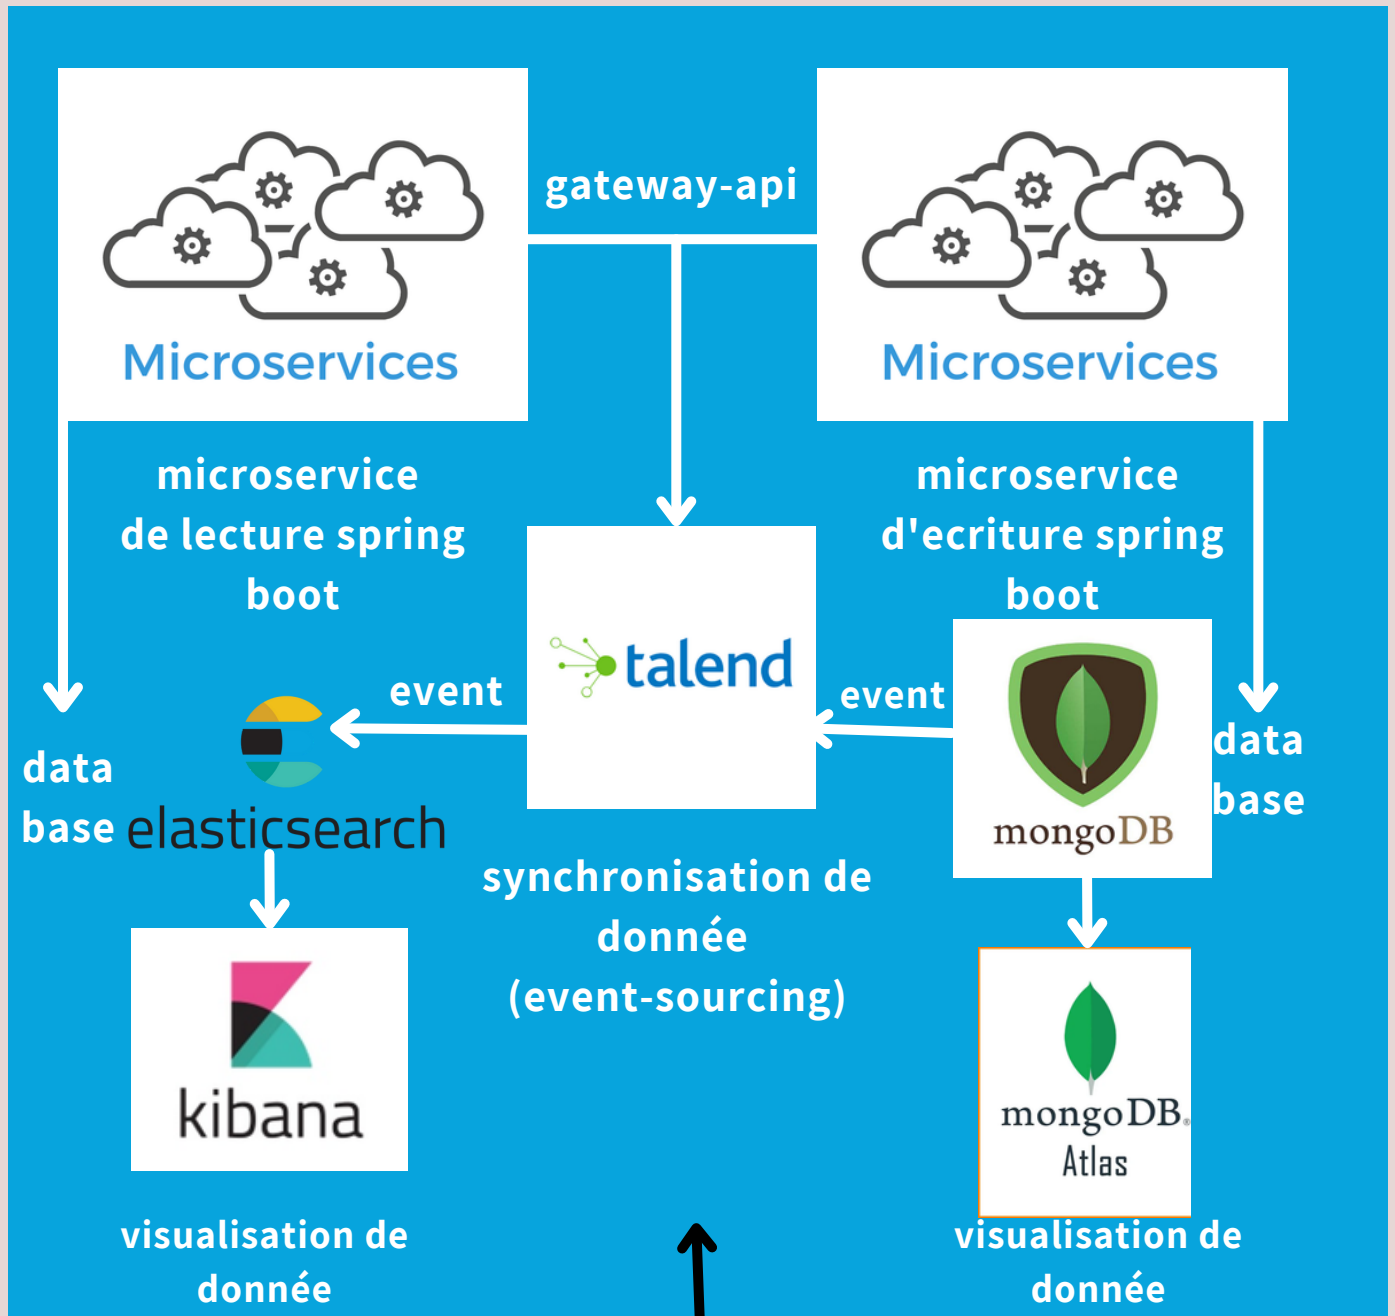 gateway-api
Microservices
Microservices
microservice
de lecture spring
boot
microservice
d'ecriture spring
boot
talend
event
event
data
base
elasticsearch
mongoDB
data
base
synchronisation de
donnée
(event-sourcing)
kibana
mongoDB®
Atlas
visualisation de
donnée
visualisation de
donnée